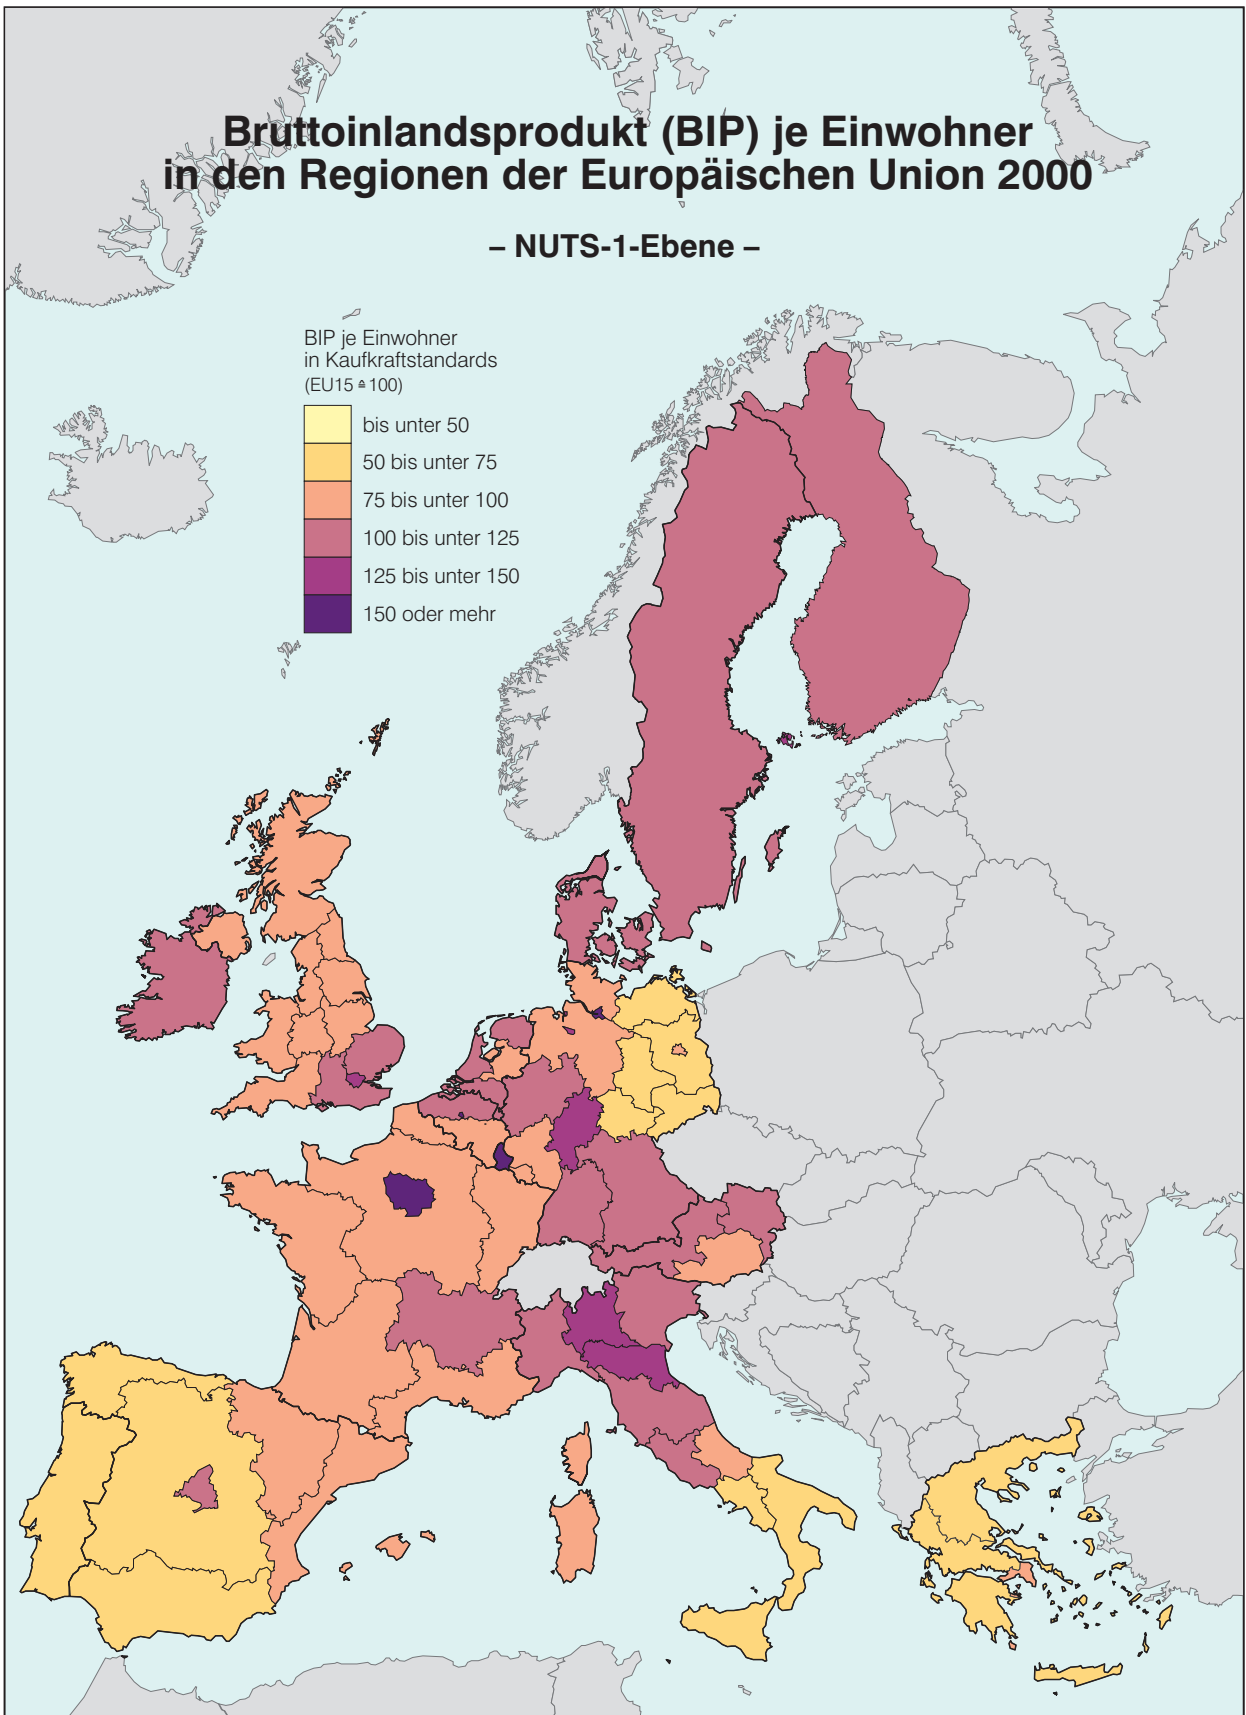 Bruttoinlandsprodukt (BIP) je Einwohner
in den Regionen der Europäischen Union 2000
– NUTS-1-Ebene –
BIP je Einwohner
in Kaufkraftstandards
(EU15 ≙ 100)
bis unter 50
50 bis unter 75
75 bis unter 100
100 bis unter 125
125 bis unter 150
150 oder mehr